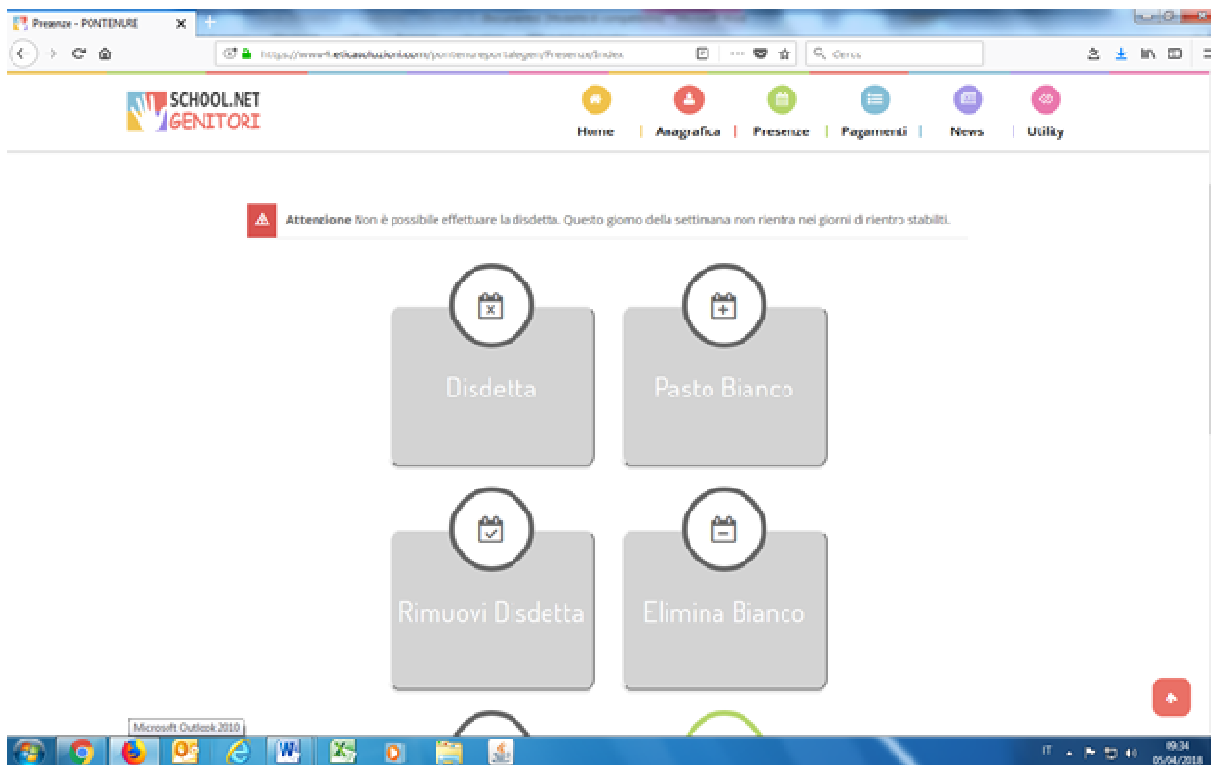 Presenze - PONTENURE
Cerca
SCHOOL.NET
GENITORI
Home Anagrafica Presenze Pagamenti News Utility
Attenzione Non è possibile effettuare la disdetta. Questo giorno della settimana non rientra nei giorni di rientro stabiliti.
Disdetta Pasto Bianco
Rimuovi Disdetta Elimina Bianco
Microsoft Outlook 2010
IT 09:34
05/04/2018